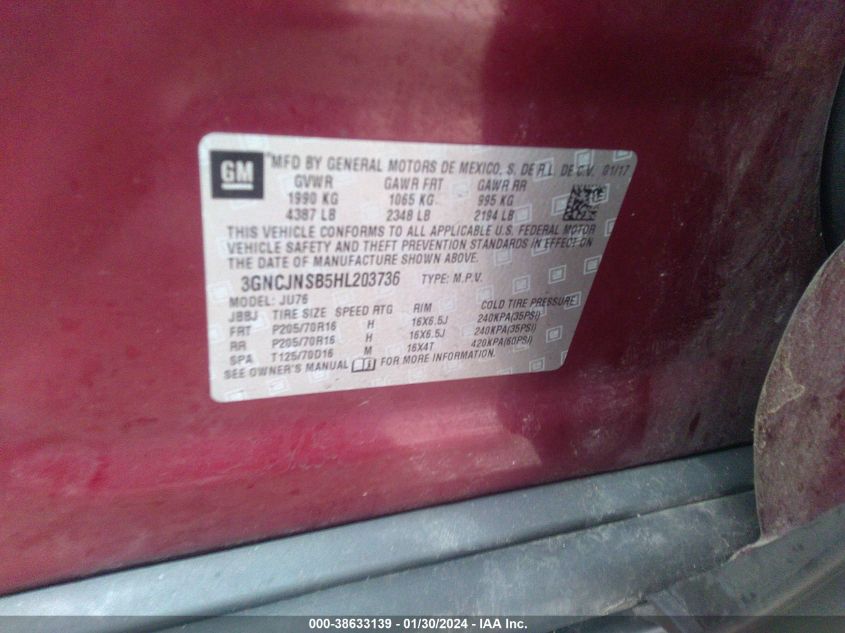 GM MFD BY GENERAL MOTORS DE MEXICO, S. DE R.L. DE C.V. 01/17
GVWR GAWR FRT GAWR RR
1990 KG 1065 KG 995 KG
4387 LB 2348 LB 2194 LB
THIS VEHICLE CONFORMS TO ALL APPLICABLE U.S. FEDERAL MOTOR
VEHICLE SAFETY AND THEFT PREVENTION STANDARDS IN EFFECT ON
THE DATE OF MANUFACTURE SHOWN ABOVE.
3GNCJNSB5HL203736 TYPE: M.P.V.
MODEL: JU76
JBBJ TIRE SIZE SPEED RTG RIM COLD TIRE PRESSURE
FRT P205/70R16 H 16X6.5J 240KPA(35PSI)
RR P205/70R16 H 16X6.5J 240KPA(35PSI)
SPA T125/70D16 M 16X4T 420KPA(60PSI)
SEE OWNER'S MANUAL FOR MORE INFORMATION.
000-38633139 - 01/30/2024 - IAA Inc.